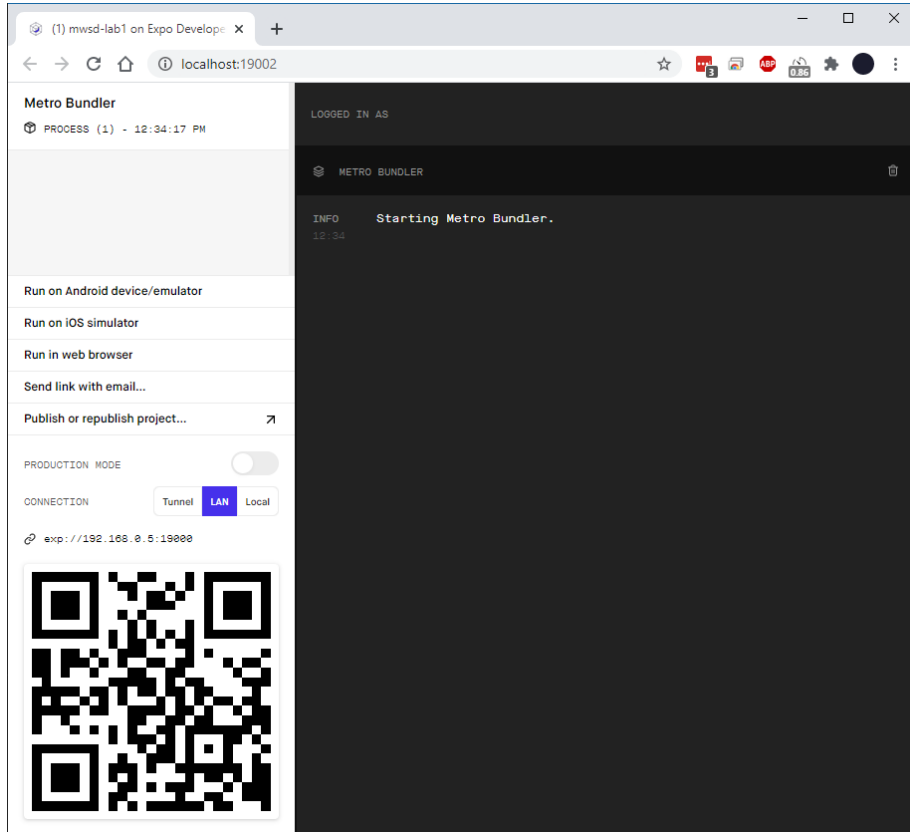 (1) mwsd-lab1 on Expo Develope
localhost:19002
3
ABP
0.86
Metro Bundler
PROCESS (1) - 12:34:17 PM
LOGGED IN AS
METRO BUNDLER
INFO Starting Metro Bundler.
12:34
Run on Android device/emulator
Run on iOS simulator
Run in web browser
Send link with email...
Publish or republish project...
PRODUCTION MODE
CONNECTION Tunnel LAN Local
exp://192.168.0.5:19000